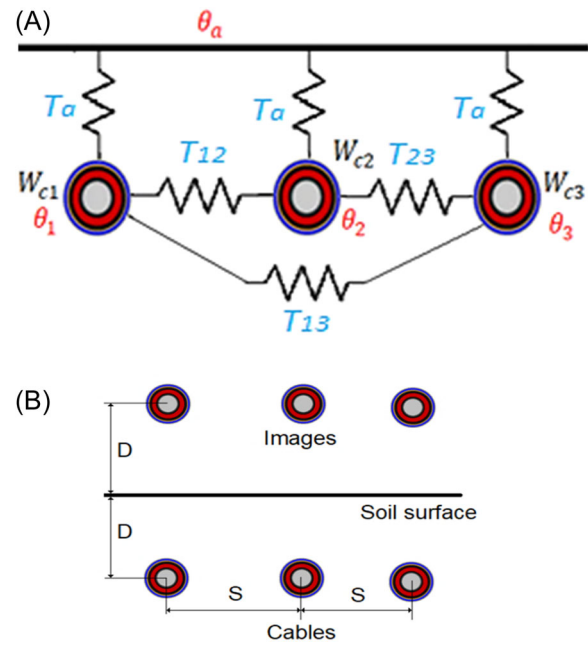 (A)
θa
Ta
Ta
Ta
T12
Wc2
T23
Wc1
Wc3
θ1
θ2
θ3
T13
(B)
D
Images
Soil surface
D
S
S
Cables